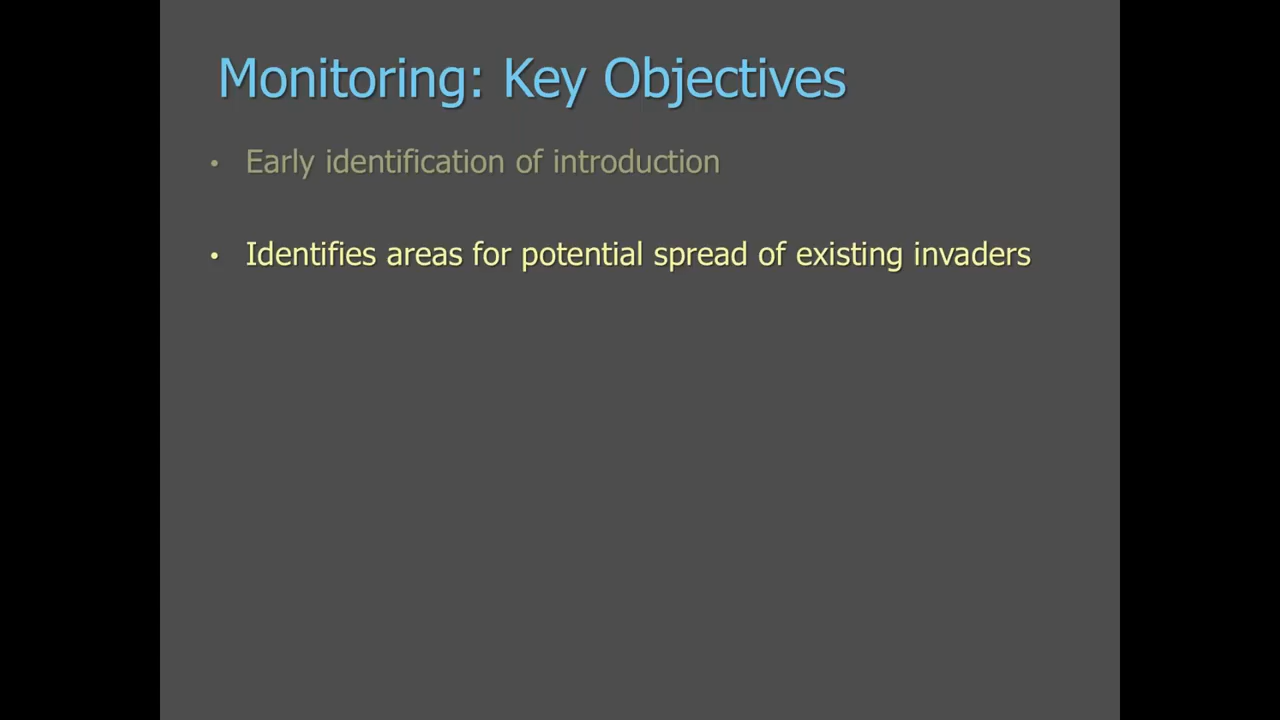 Monitoring: Key Objectives
• Early identification of introduction
• Identifies areas for potential spread of existing invaders